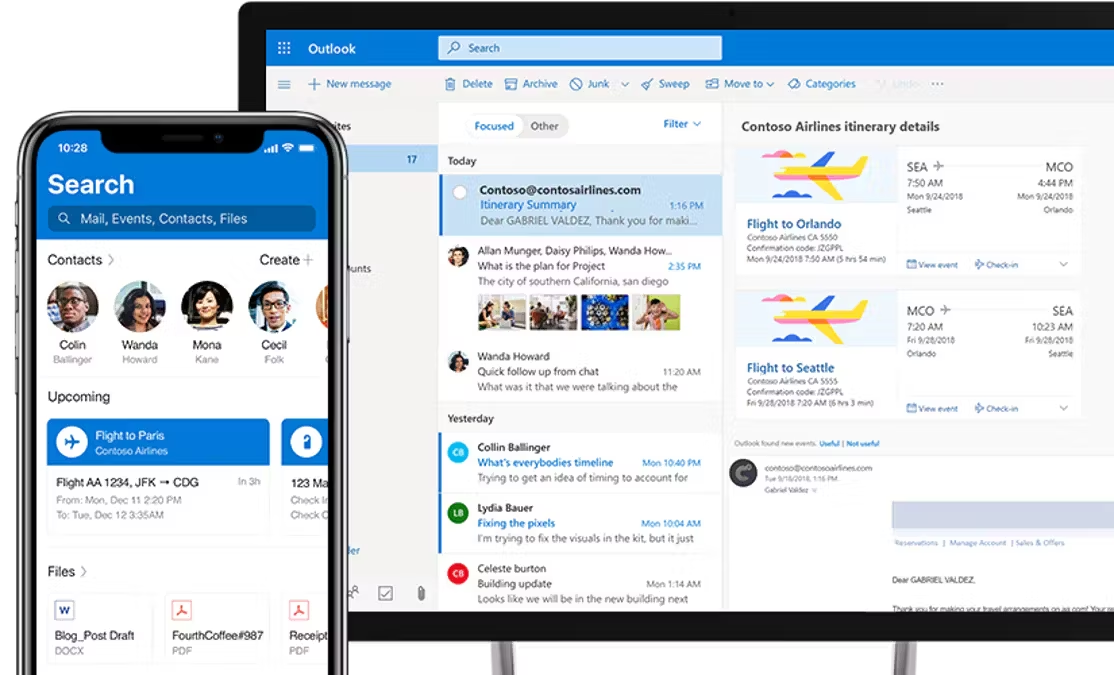 Outlook
Search
New message
Delete
Archive
Junk
Sweep
Move to
Categories
Undo
10:28
Search
Mail, Events, Contacts, Files
Contacts
Create
Colin
Ballinger
Wanda
Howard
Mona
Kane
Cecil
Folk
Upcoming
Flight to Paris
Contoso Airlines
Flight AA 1234, JFK → CDG
In 3h
From: Mon, Dec 11 2:20 PM
To: Tue, Dec 12 3:35AM
123 Ma
Check In
Check O
Files
W
Blog_Post Draft
DOCX
FourthCoffee#987
PDF
Receipt
PDF
ites
17
unts
der
Focused
Other
Filter
Today
Contoso@contosairlines.com
Itinerary Summary
1:16 PM
Dear GABRIEL VALDEZ, Thank you for maki...
Allan Munger, Daisy Philips, Wanda How...
What is the plan for Project
2:35 PM
The city of southern California, san diego
Wanda Howard
Quick follow up from chat
11:20 AM
What was it that we were talking about the
Yesterday
CB
Collin Ballinger
What's everybodies timeline
Mon 10:40 PM
Trying to get an idea of timing to account for
LB
Lydia Bauer
Fixing the pixels
Mon 10:04 AM
I'm trying to fix the visuals in the kit, but it just
CB
Celeste burton
Building update
Mon 1:14 AM
Looks like we will be in the new building next
Contoso Airlines itinerary details
Flight to Orlando
Contoso Airlines CA 5550
Confirmation code: JZGPPL
Mon 9/24/2018 7:50 AM (5 hrs 54 min)
SEA
MCO
7:50 AM
4:44 PM
Mon 9/24/2018
Mon 9/24/2018
Seattle
Orlando
View event
Check-in
Flight to Seattle
Contoso Airlines CA 5555
Confirmation code: JZGPPL
Fri 9/28/2018 7:20 AM (6 hrs 3 min)
MCO
SEA
7:20 AM
10:23 AM
Fri 9/28/2018
Fri 9/28/2018
Orlando
Seattle
View event
Check-in
Outlook found new events. Useful | Not useful
contoso@contosoairlines.com
Tue 9/18/2018, 1:16 PM
Gabriel Valdez
Reservations | Manage Account | Sales & Offers
Dear GABRIEL VALDEZ,
Thank you for making your travel arrangements on aa.com! Your